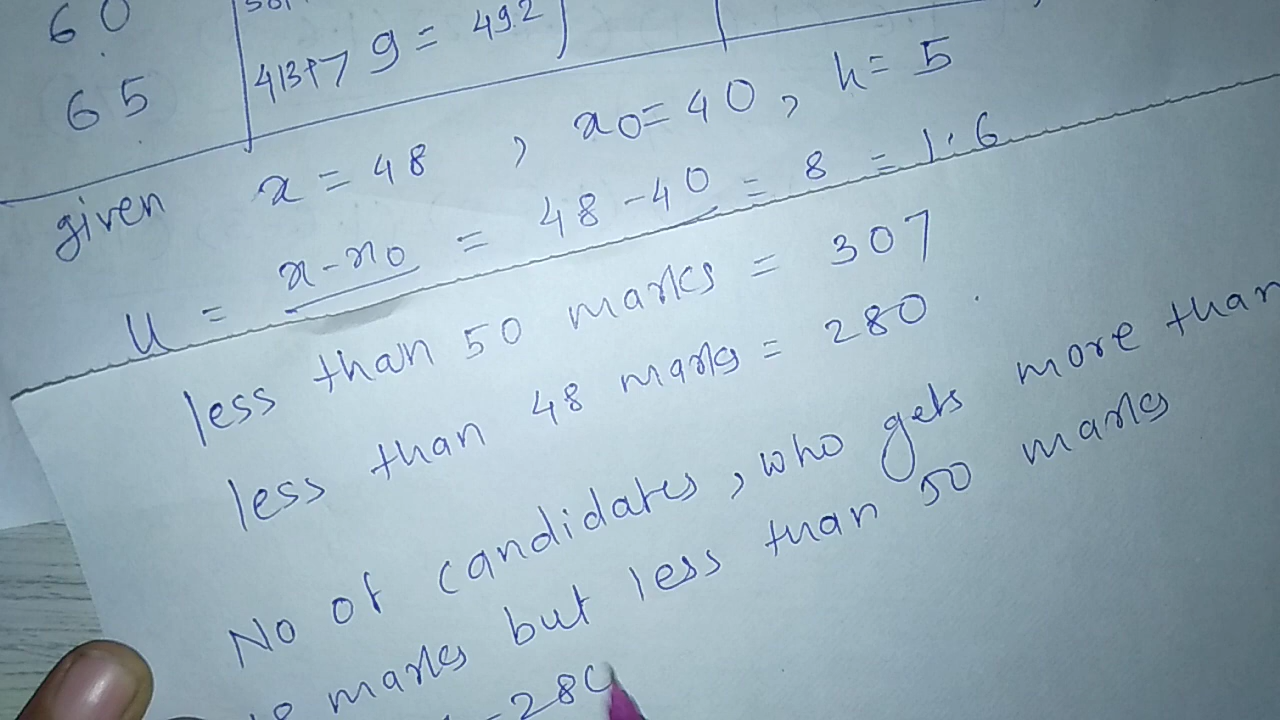 60
65 413+79 = 492
given x = 48 , x0 = 40 , h = 5
u = x-x0 = 48-40 = 8 = 1.6
less than 50 marks = 307
less than 48 marks = 280 .
No of candidates, who gets more than
marks but less than 50 marks
-280